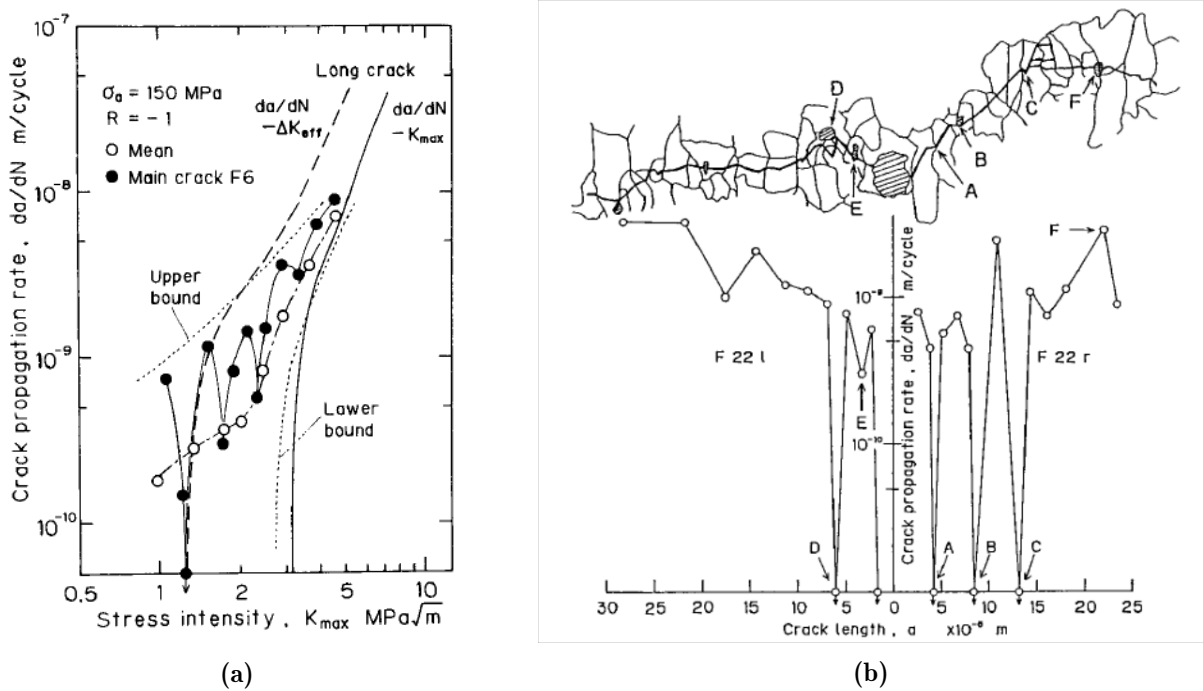 10⁻⁷
10⁻⁸
10⁻⁹
10⁻¹⁰
Crack propagation rate, da/dN m/cycle
σa = 150 MPa
R = −1
Mean
Main crack F6
Long crack
da/dN
−ΔKeff
da/dN
−Kmax
Upper
bound
Lower
bound
0.5 1 2 5 10
Stress intensity, Kmax MPa√m
(a)
D
E
A
B
C
F
F
10⁻⁸
10⁻¹⁰
Crack propagation rate, da/dN m/cycle
F 22 l
F 22 r
E
D
A
B
C
30 25 20 15 10 5 0 5 10 15 20 25
Crack length, a ×10⁻⁶ m
(b)